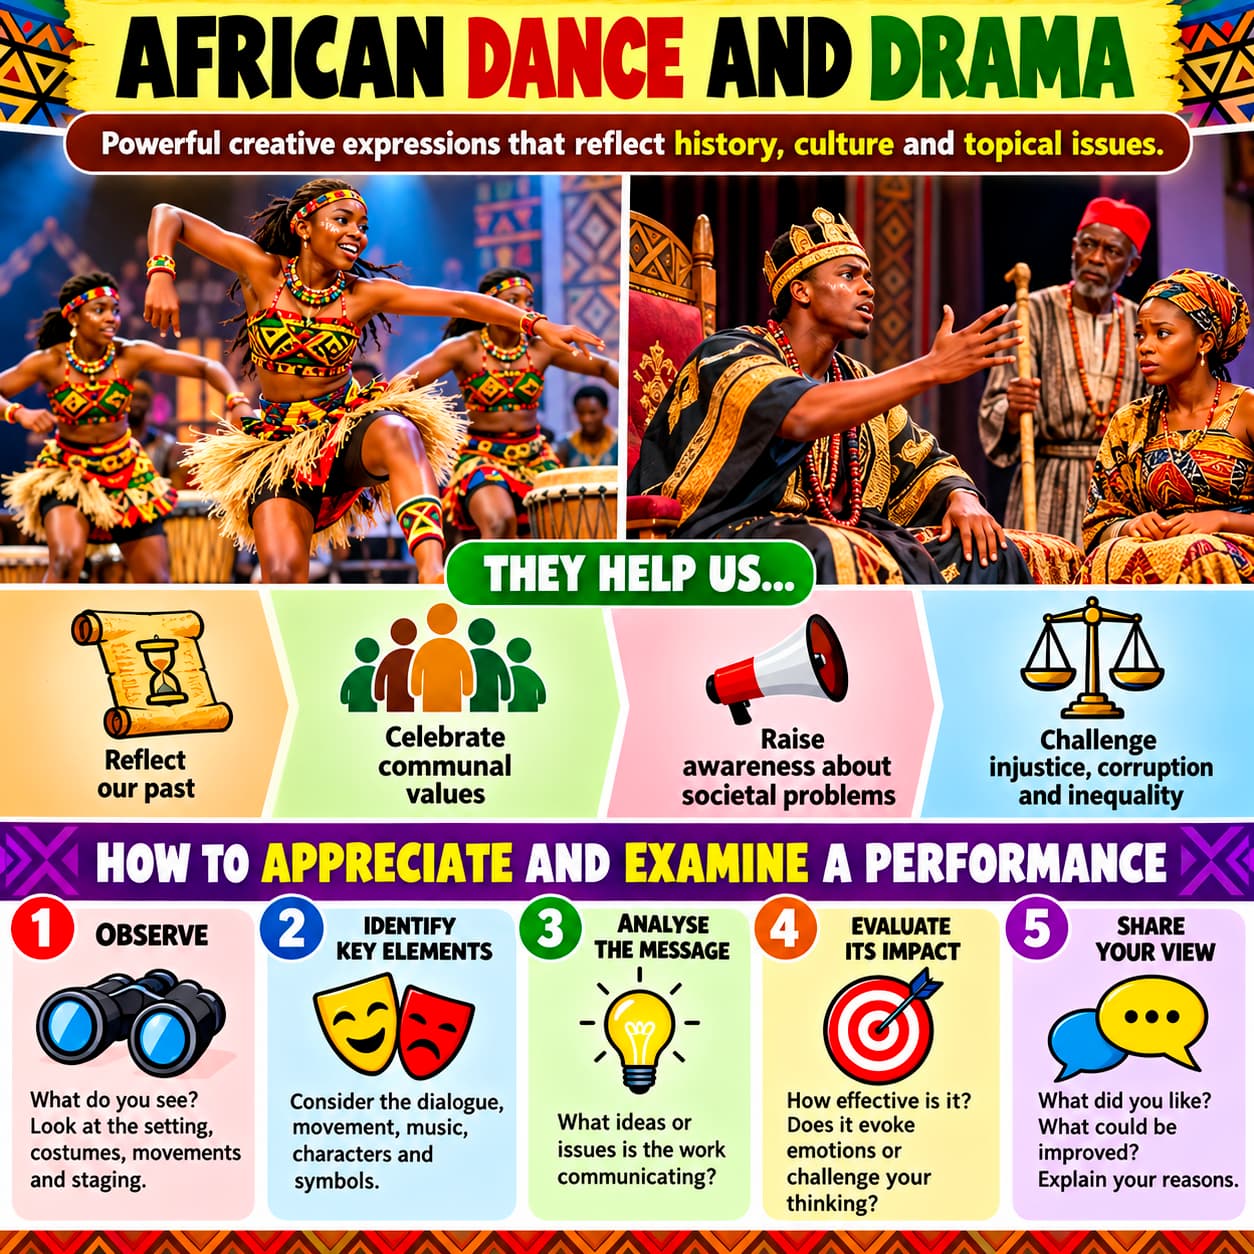 AFRICAN DANCE AND DRAMA
Powerful creative expressions that reflect history, culture and topical issues.
THEY HELP US...
Reflect
our past
Celebrate
communal
values
Raise
awareness about
societal problems
Challenge
injustice, corruption
and inequality
HOW TO APPRECIATE AND EXAMINE A PERFORMANCE
1
OBSERVE
What do you see?
Look at the setting,
costumes, movements
and staging.
2
IDENTIFY
KEY ELEMENTS
Consider the dialogue,
movement, music,
characters and
symbols.
3
ANALYSE
THE MESSAGE
What ideas or
issues is the work
communicating?
4
EVALUATE
ITS IMPACT
How effective is it?
Does it evoke
emotions or
challenge your
thinking?
5
SHARE
YOUR VIEW
What did you like?
What could be
improved?
Explain your reasons.